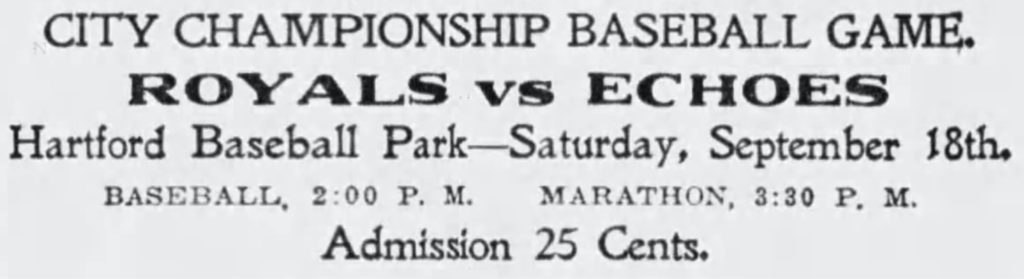 CITY CHAMPIONSHIP BASEBALL GAME.
ROYALS vs ECHOES
Hartford Baseball Park—Saturday, September 18th.
BASEBALL, 2:00 P. M. MARATHON, 3:30 P. M.
Admission 25 Cents.